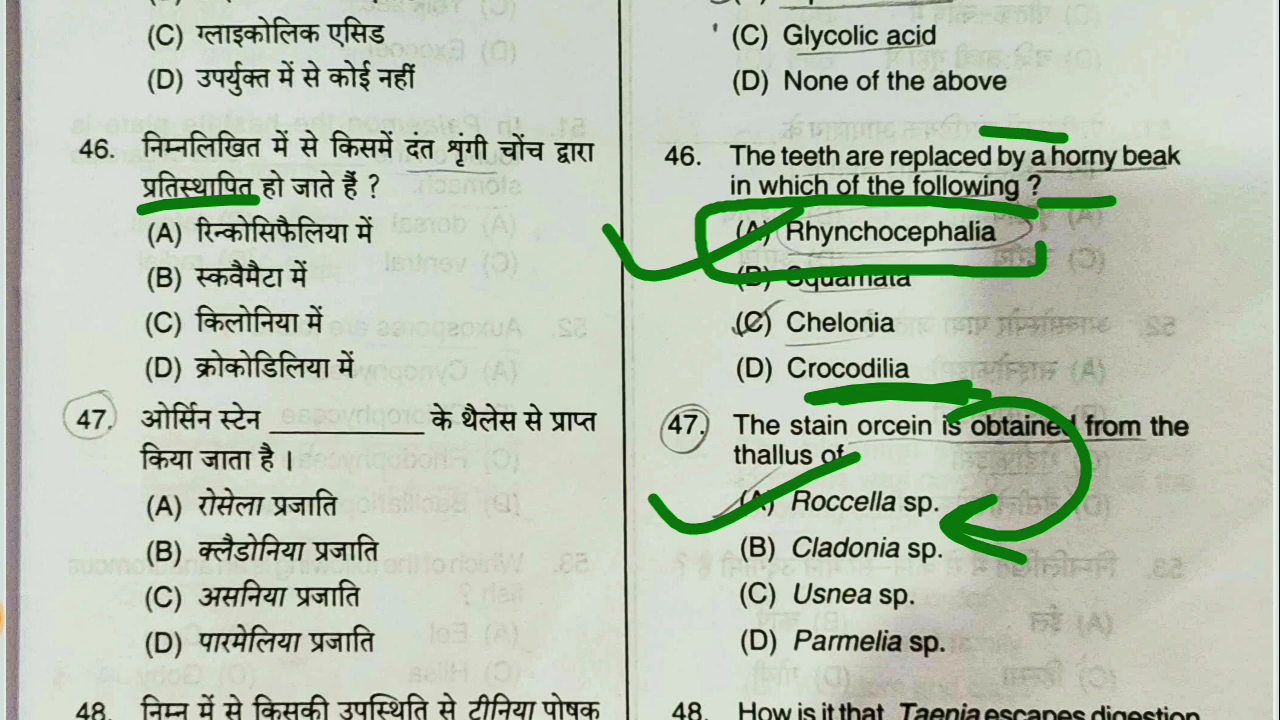 (C) ग्लाइकोलिक एसिड
(D) उपर्युक्त में से कोई नहीं
46. निम्नलिखित में से किसमें दंत श्रृंगी चोंच द्वारा
प्रतिस्थापित हो जाते हैं ?
(A) रिन्कोसिफैलिया में
(B) स्कवैमैटा में
(C) किलोनिया में
(D) क्रोकोडिलिया में
47. ओर्सिन स्टेन __________ के थैलेस से प्राप्त
किया जाता है ।
(A) रोसेला प्रजाति
(B) क्लैडोनिया प्रजाति
(C) असनिया प्रजाति
(D) पारमेलिया प्रजाति
48. निम्न में से किसकी उपस्थिति से टीनिया पोषक
(C) Glycolic acid
(D) None of the above
46. The teeth are replaced by a horny beak
in which of the following ?
(A) Rhynchocephalia
(B) Squamata
(C) Chelonia
(D) Crocodilia
47. The stain orcein is obtained from the
thallus of
(A) Roccella sp.
(B) Cladonia sp.
(C) Usnea sp.
(D) Parmelia sp.
48. How is it that Taenia escapes digestion